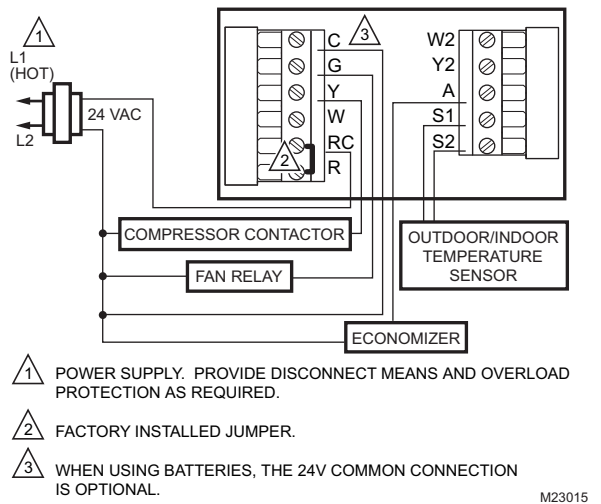 1
L1
(HOT)
L2
24 VAC
3
C
G
Y
W
RC
R
2
W2
Y2
A
S1
S2
COMPRESSOR CONTACTOR
FAN RELAY
OUTDOOR/INDOOR
TEMPERATURE
SENSOR
ECONOMIZER
1 POWER SUPPLY. PROVIDE DISCONNECT MEANS AND OVERLOAD
PROTECTION AS REQUIRED.
2 FACTORY INSTALLED JUMPER.
3 WHEN USING BATTERIES, THE 24V COMMON CONNECTION
IS OPTIONAL.
M23015